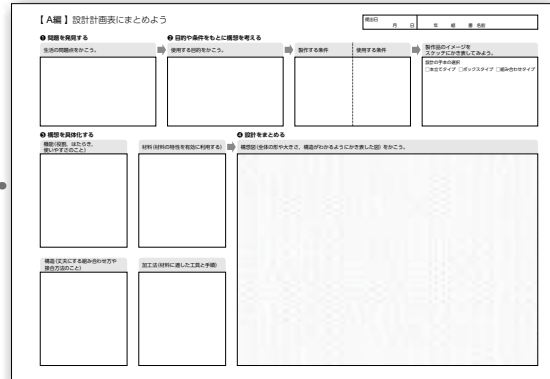 【A編】設計計画表にまとめよう
提出日
月 日 年 組 番 名前
❶ 問題を発見する
生活の問題点をかこう。
❷ 目的や条件をもとに構想を考える
使用する目的をかこう。
製作する条件 使用する条件
製作品のイメージを
スケッチにかき表してみよう。
設計の手本の選択
□本立てタイプ □ボックスタイプ □組み合わせタイプ
❸ 構想を具体化する
機能(役割、はたらき、
使いやすさのこと)
材料(材料の特性を有効に利用する)
構造(丈夫にする組み合わせ方や
接合方法のこと)
加工法(材料に適した工具と手順)
❹ 設計をまとめる
構想図(全体の形や大きさ、構造がわかるようにかき表した図)をかこう。